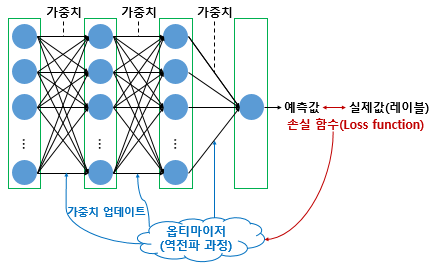 가중치
가중치
가중치
예측값
실제값(레이블)
손실 함수(Loss function)
가중치 업데이트
옵티마이저
(역전파 과정)